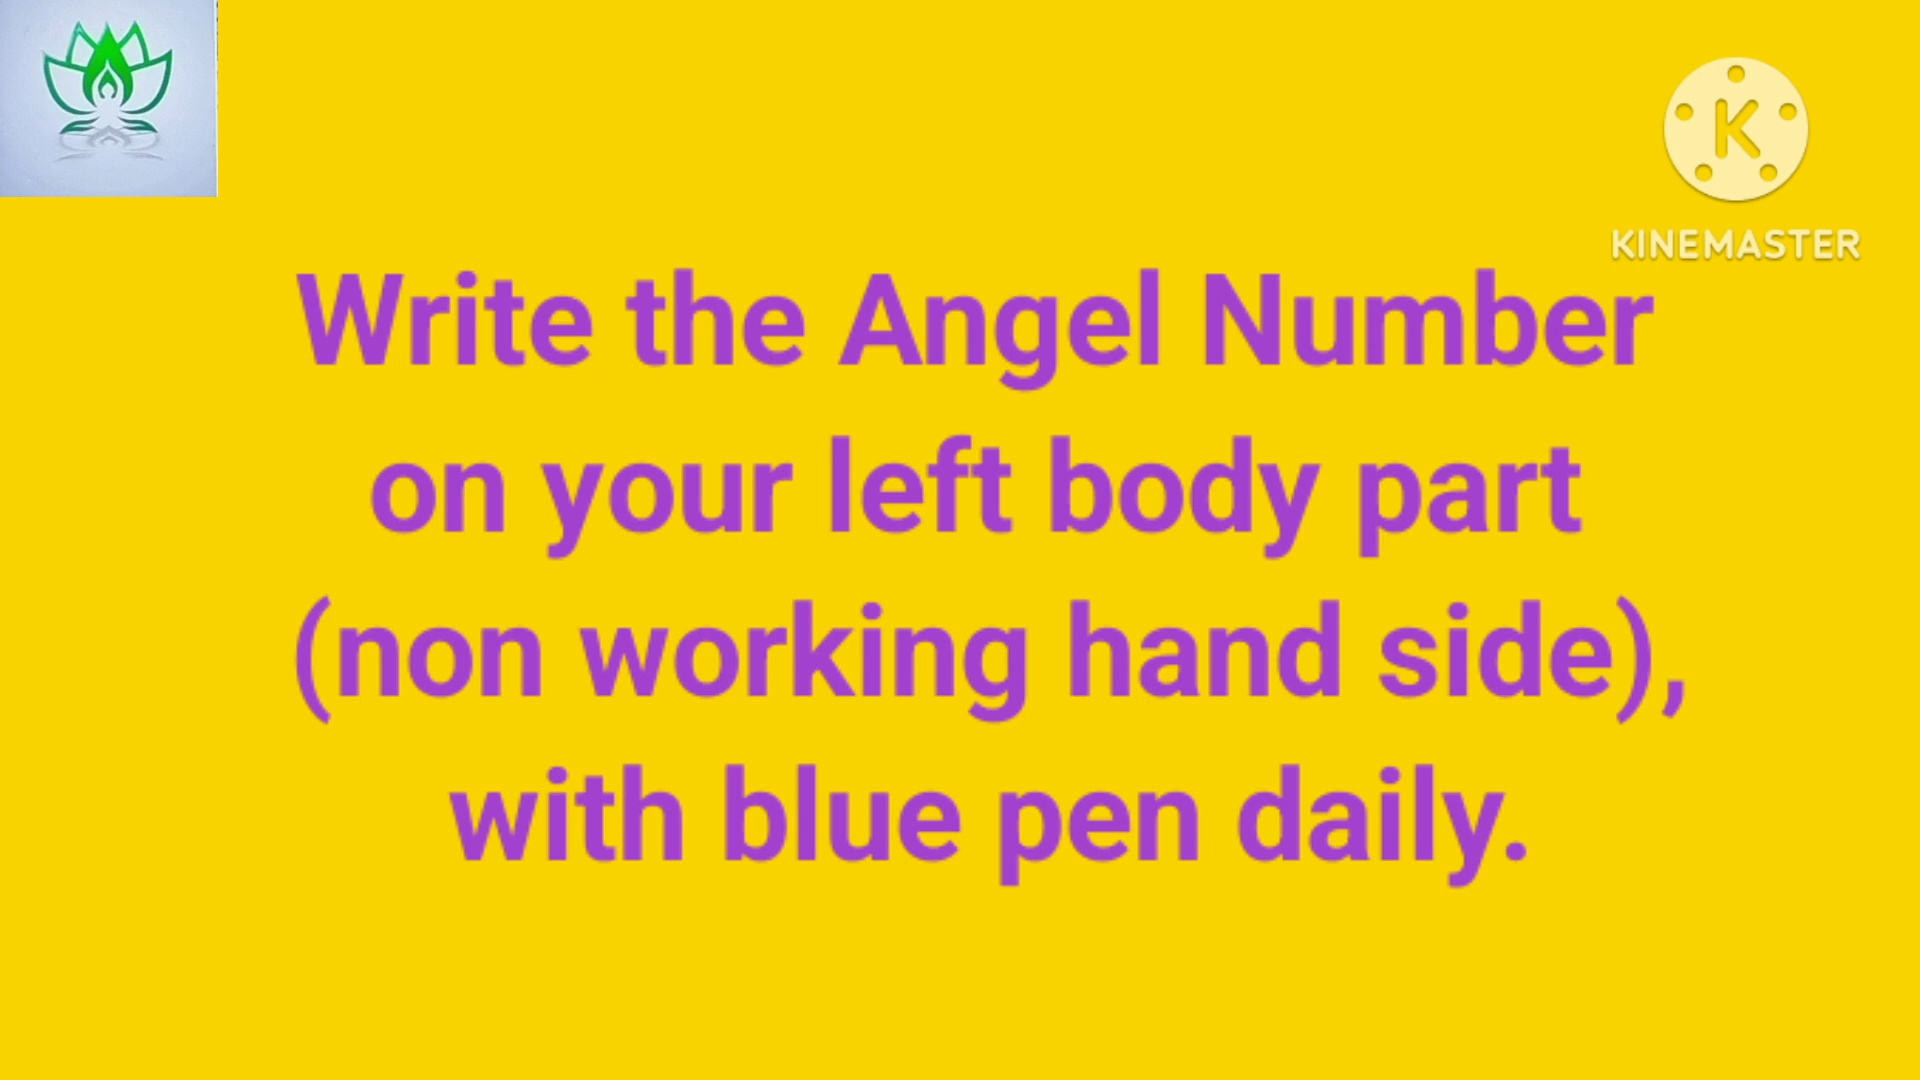 K
KINEMASTER
Write the Angel Number
on your left body part
(non working hand side),
with blue pen daily.